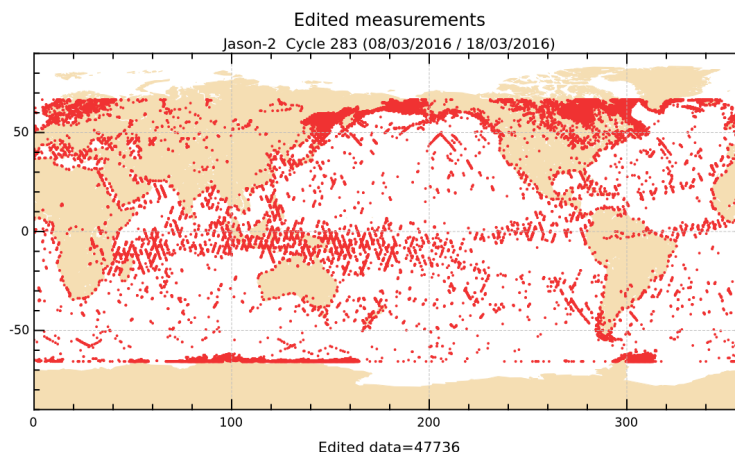 Edited measurements
Jason-2 Cycle 283 (08/03/2016 / 18/03/2016)
50
0
-50
0 100 200 300
Edited data=47736